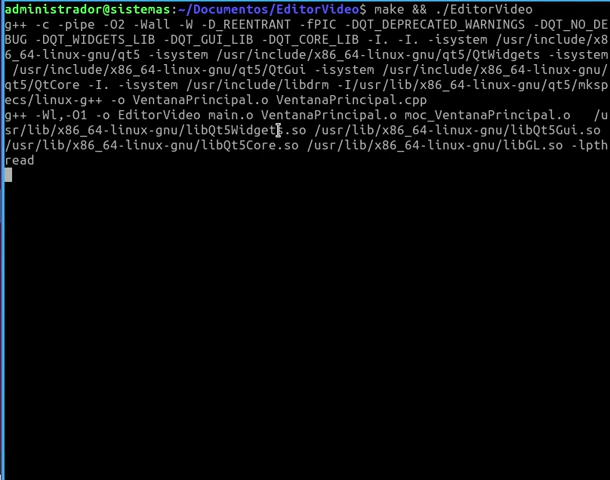 administrador@sistemas:~/Documentos/EditorVideo$ make && ./EditorVideo
g++ -c -pipe -O2 -Wall -W -D_REENTRANT -fPIC -DQT_DEPRECATED_WARNINGS -DQT_NO_DE
BUG -DQT_WIDGETS_LIB -DQT_GUI_LIB -DQT_CORE_LIB -I. -I. -isystem /usr/include/x8
6_64-linux-gnu/qt5 -isystem /usr/include/x86_64-linux-gnu/qt5/QtWidgets -isystem
 /usr/include/x86_64-linux-gnu/qt5/QtGui -isystem /usr/include/x86_64-linux-gnu/
qt5/QtCore -I. -isystem /usr/include/libdrm -I/usr/lib/x86_64-linux-gnu/qt5/mksp
ecs/linux-g++ -o VentanaPrincipal.o VentanaPrincipal.cpp
g++ -Wl,-O1 -o EditorVideo main.o VentanaPrincipal.o moc_VentanaPrincipal.o   /u
sr/lib/x86_64-linux-gnu/libQt5Widgets.so /usr/lib/x86_64-linux-gnu/libQt5Gui.so
/usr/lib/x86_64-linux-gnu/libQt5Core.so /usr/lib/x86_64-linux-gnu/libGL.so -lpth
read